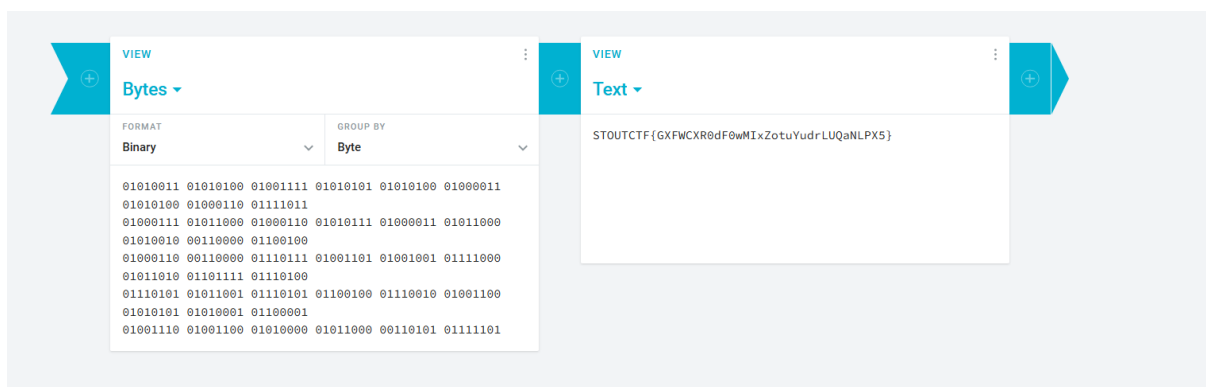 VIEW
Bytes
FORMAT
Binary
GROUP BY
Byte
01010011 01010100 01001111 01010101 01010100 01000011
01010100 01000110 01111011
01000111 01011000 01000110 01010111 01000011 01011000
01010010 00110000 01100100
01000110 00110000 01110111 01001101 01001001 01111000
01011010 01101111 01110100
01110101 01011001 01110101 01100100 01110010 01001100
01010101 01010001 01100001
01001110 01001100 01010000 01011000 00110101 01111101
VIEW
Text
STOUTCTF{GXFWCXR0dF0wMIxZotuYudrLUQaNLPX5}